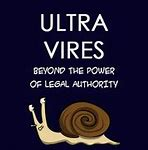 ULTRA
VIRES
BEYOND THE POWER
OF LEGAL AUTHORITY